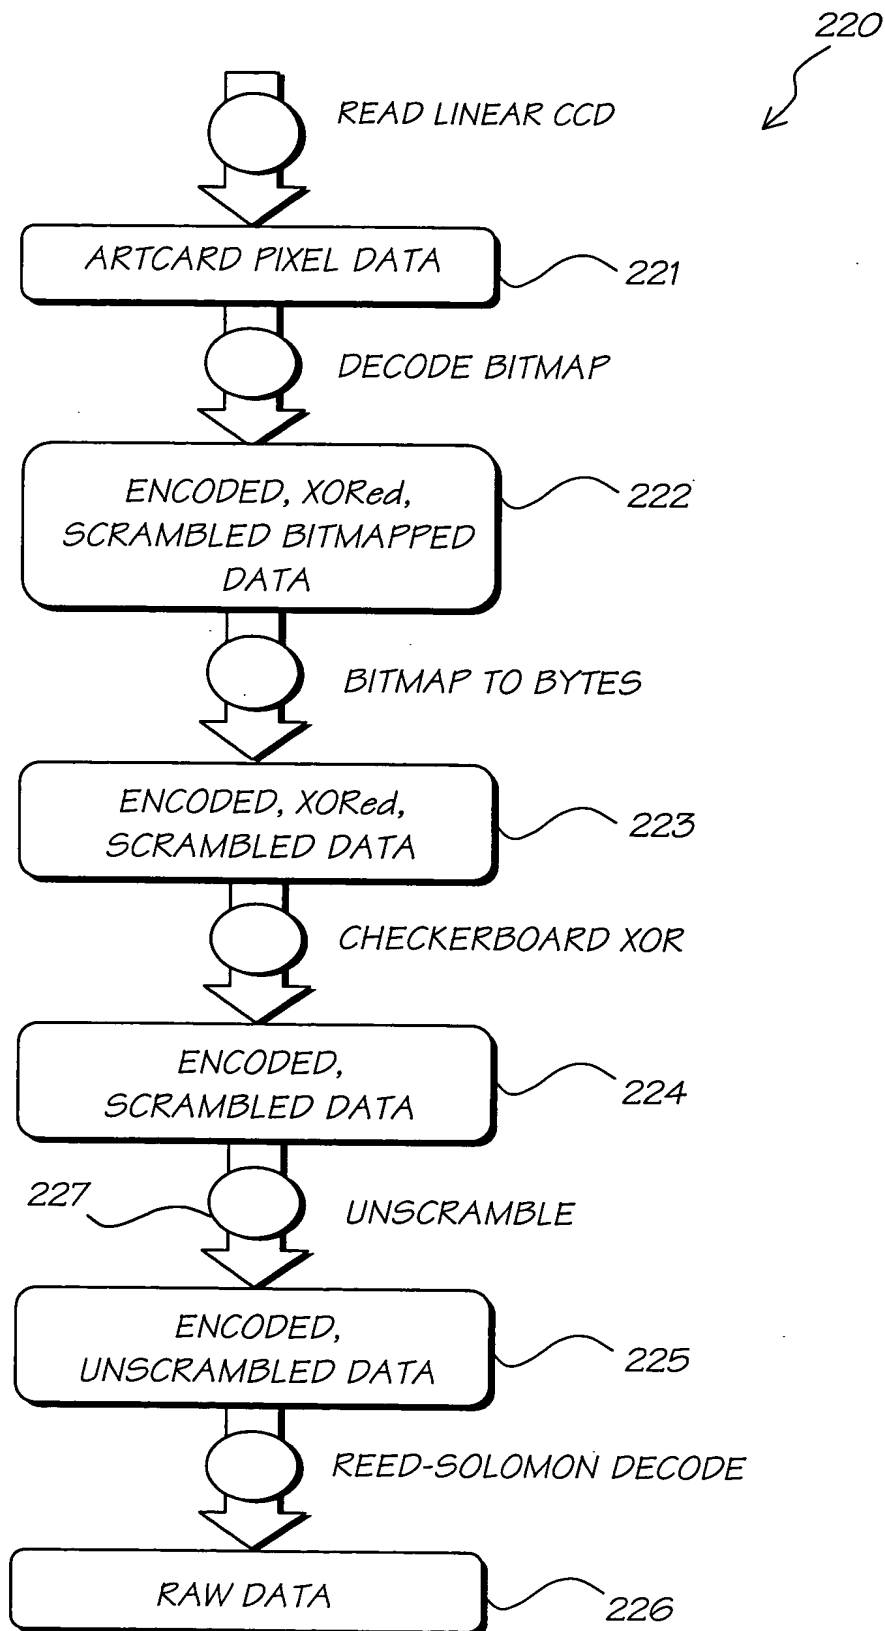 220
READ LINEAR CCD
ARTCARD PIXEL DATA
221
DECODE BITMAP
ENCODED, XORed,
SCRAMBLED BITMAPPED
DATA
222
BITMAP TO BYTES
ENCODED, XORed,
SCRAMBLED DATA
223
CHECKERBOARD XOR
ENCODED,
SCRAMBLED DATA
224
227
UNSCRAMBLE
ENCODED,
UNSCRAMBLED DATA
225
REED-SOLOMON DECODE
RAW DATA
226